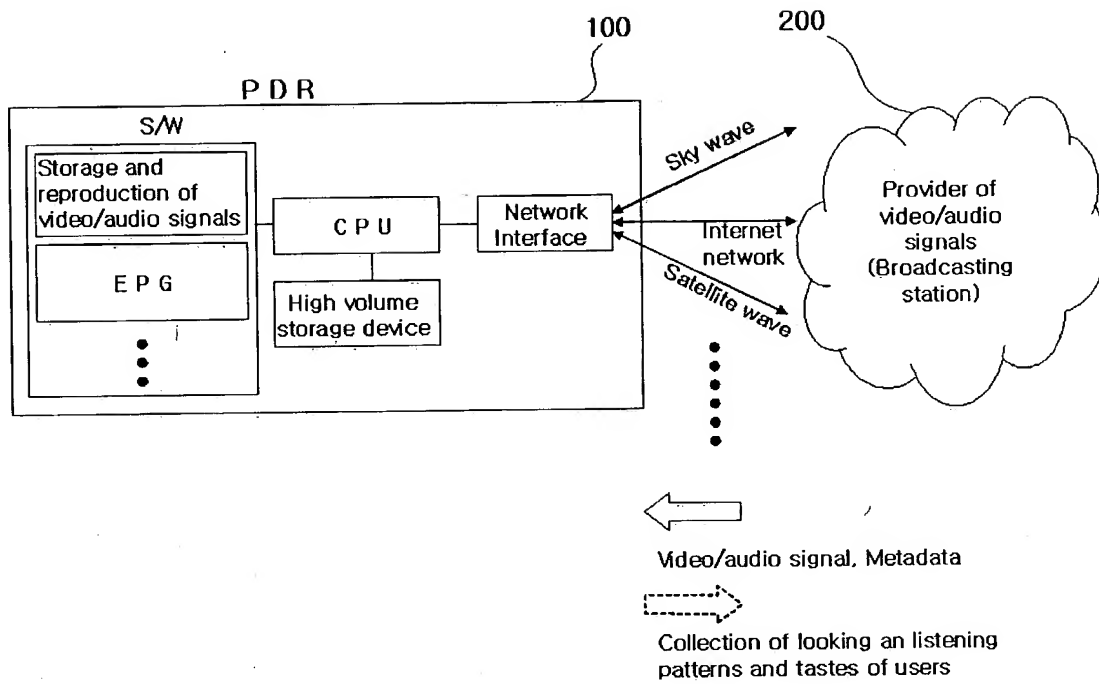 100
200
PDR
S/W
Storage and
reproduction of
video/audio signals
EPG
CPU
High volume
storage device
Network
Interface
Sky wave
Internet
network
Satellite wave
Provider of
video/audio
signals
(Broadcasting
station)
Video/audio signal, Metadata
Collection of looking an listening
patterns and tastes of users